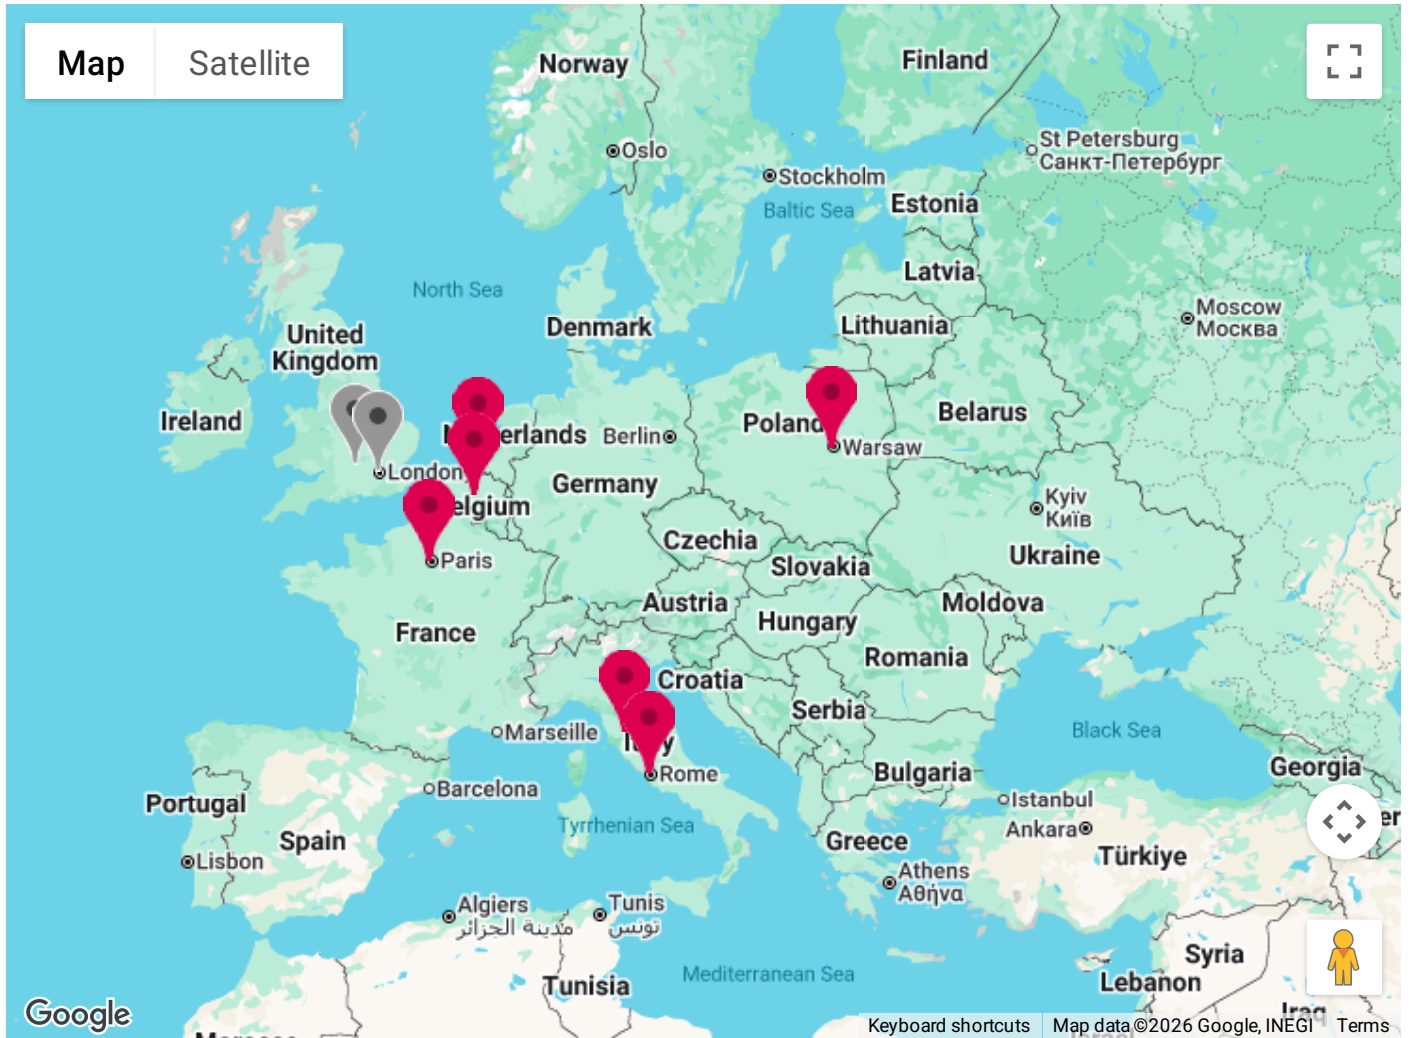 Map
Satellite
Norway
Finland
St Petersburg
Санкт-Петербург
Oslo
Stockholm
Baltic Sea
Estonia
Latvia
North Sea
Moscow
Москва
Denmark
Lithuania
United
Kingdom
Ireland
Belarus
Poland
erlands
Berlin
Warsaw
London
Germany
elgium
Kyiv
Київ
Czechia
Ukraine
Paris
Slovakia
Austria
Moldova
Hungary
France
Romania
Croatia
Serbia
Marseille
Italy
Black Sea
Rome
Bulgaria
Georgia
Barcelona
Portugal
Istanbul
Tyrrhenian Sea
Ankara
Spain
Greece
Türkiye
Lisbon
Athens
Αθήνα
Algiers
مدينة الجزائر
Tunis
تونس
Syria
Mediterranean Sea
Lebanon
Tunisia
Iraq
Google
Keyboard shortcuts
Map data ©2026 Google, INEGI
Terms